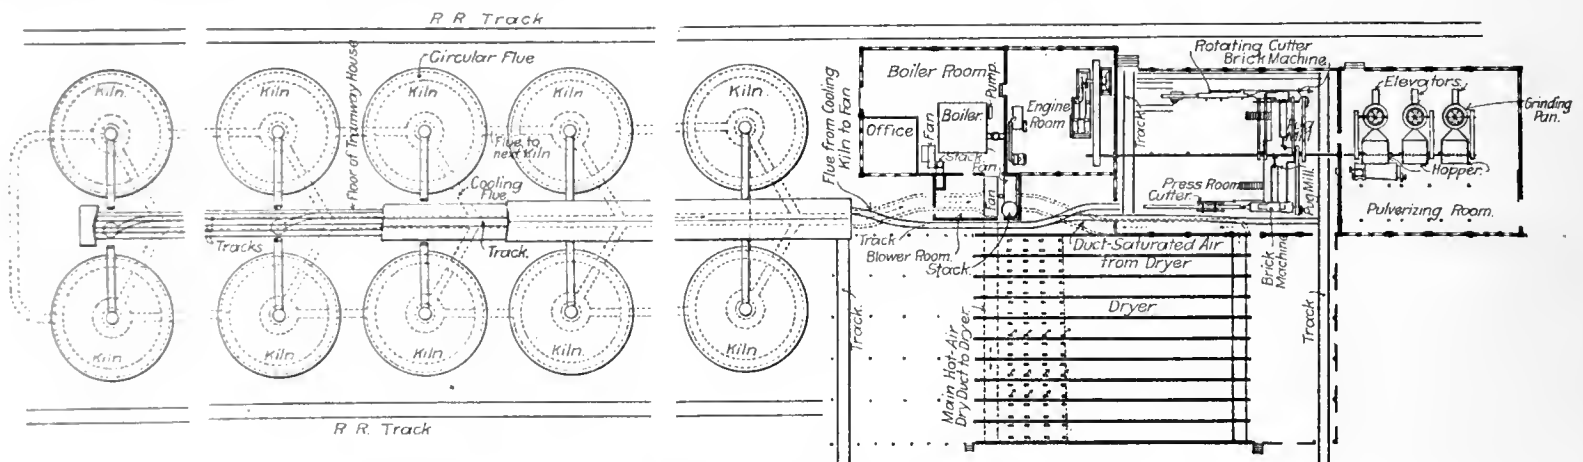 R R Track
Circular Flue
Kiln
Kiln
Kiln
Kiln
Kiln
Floor of Tramway House
Flue to
next Kiln
Cooling
Flue
Tracks
Track.
Kiln
Kiln.
Kiln.
Kiln.
Kiln.
R R. Track
Flue from Cooling
Kiln to Fan
Boiler Room
Pump.
Boiler
Office
Fan
Stack
Fan
Fan
Engine
Room
Track
Rotating Cutter
Brick Machine
Pug
Mill
Press Room
Cutter
Pug Mill.
Elevators
Grinding
Pan.
Hopper.
Pulverizing Room.
Track
Blower Room.
Stack.
Duct-Saturated Air
from Dryer
Brick
Machine
Track.
Main Hot-Air
Dry Duct to Dryer
Dryer
Track